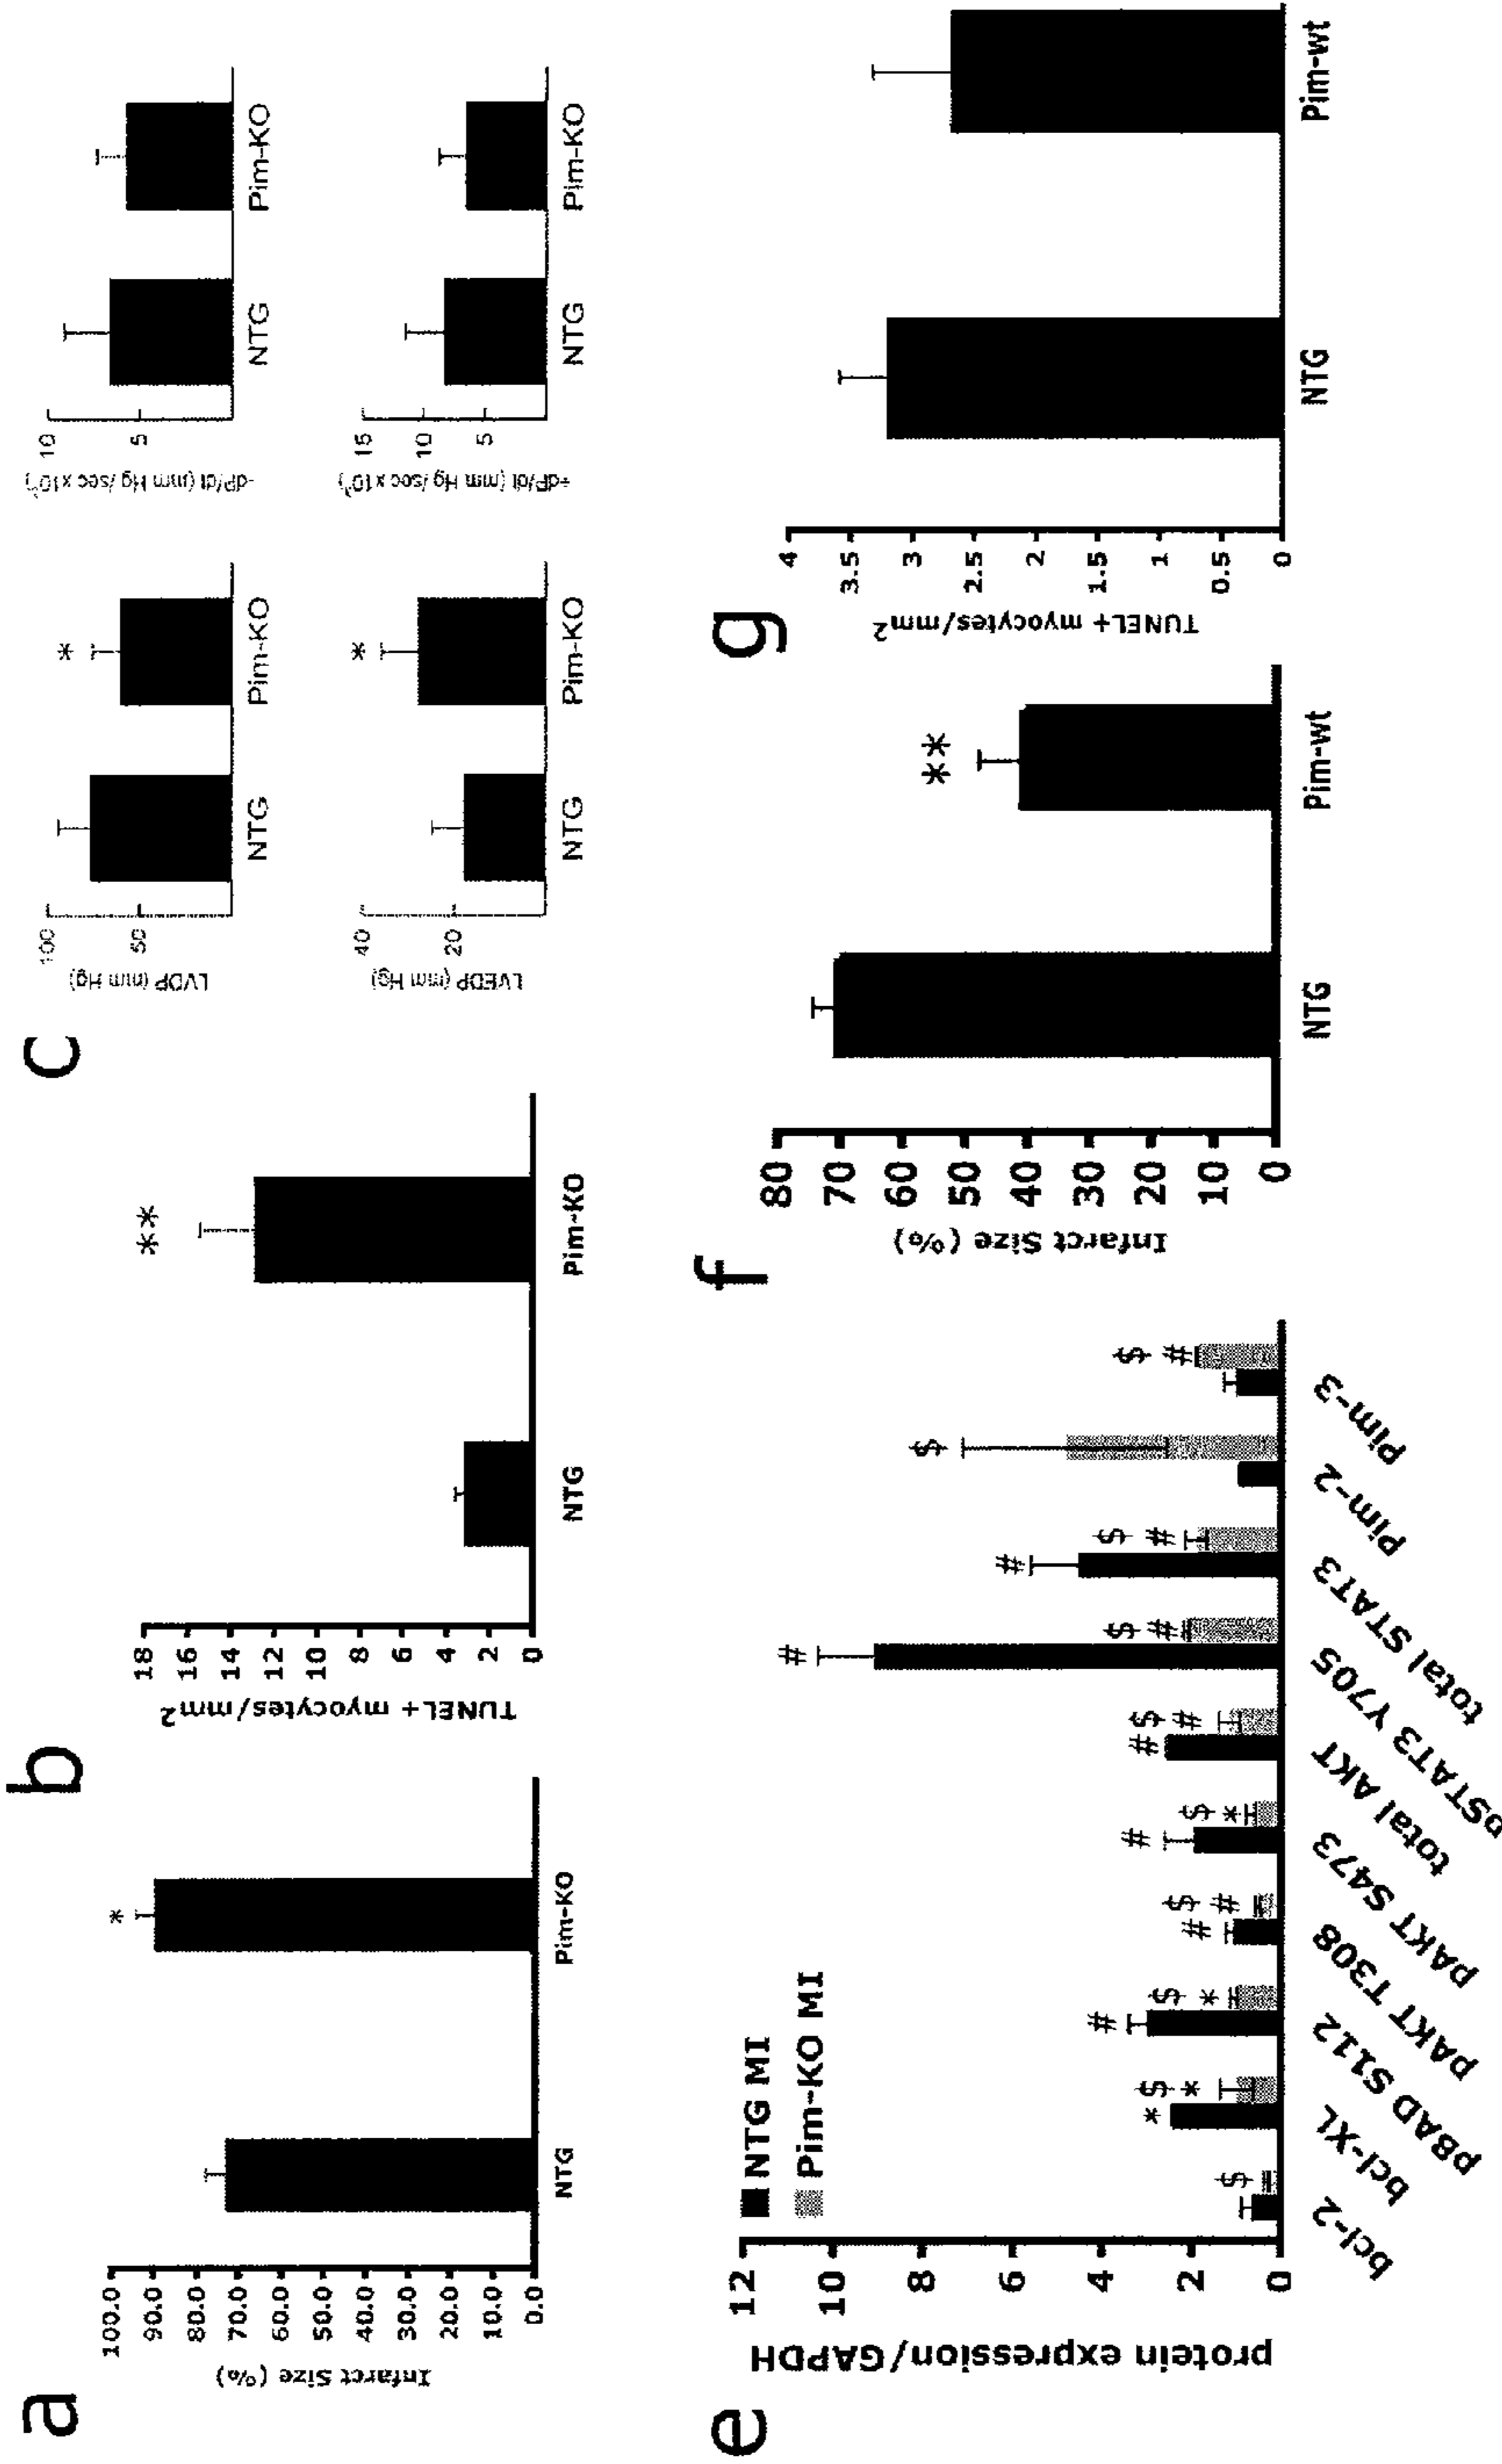 a
Infarct Size (%)
100.0
90.0
80.0
70.0
60.0
50.0
40.0
30.0
20.0
10.0
0.0
*
NTG
Pim-KO
b
TUNEL+ myocytes/mm2
18
16
14
12
10
8
6
4
2
0
**
NTG
Pim-KO
c
LVDP (mm Hg)
100
50
*
NTG
Pim-KO
-dP/dt (mm Hg/sec x10³)
10
5
NTG
Pim-KO
LVEDP (mm Hg)
40
20
*
NTG
Pim-KO
+dP/dt (mm Hg/sec x10³)
15
10
5
NTG
Pim-KO
e
protein expression/GAPDH
12
10
8
6
4
2
0
NTG MI
Pim-KO MI
$
*
$ *
#
$ *
#
$ #
#
$ *
#
$ #
#
$ #
#
$ #
$
$ #
bcl-2
bcl-XL
pBAD S112
pAKT T308
pAKT S473
total AKT
pSTAT3 Y705
total STAT3
Pim-2
Pim-3
f
Infarct Size (%)
80
70
60
50
40
30
20
10
0
**
NTG
Pim-wt
g
TUNEL+ myocytes/mm2
4
3.5
3
2.5
2
1.5
1
0.5
0
NTG
Pim-wt